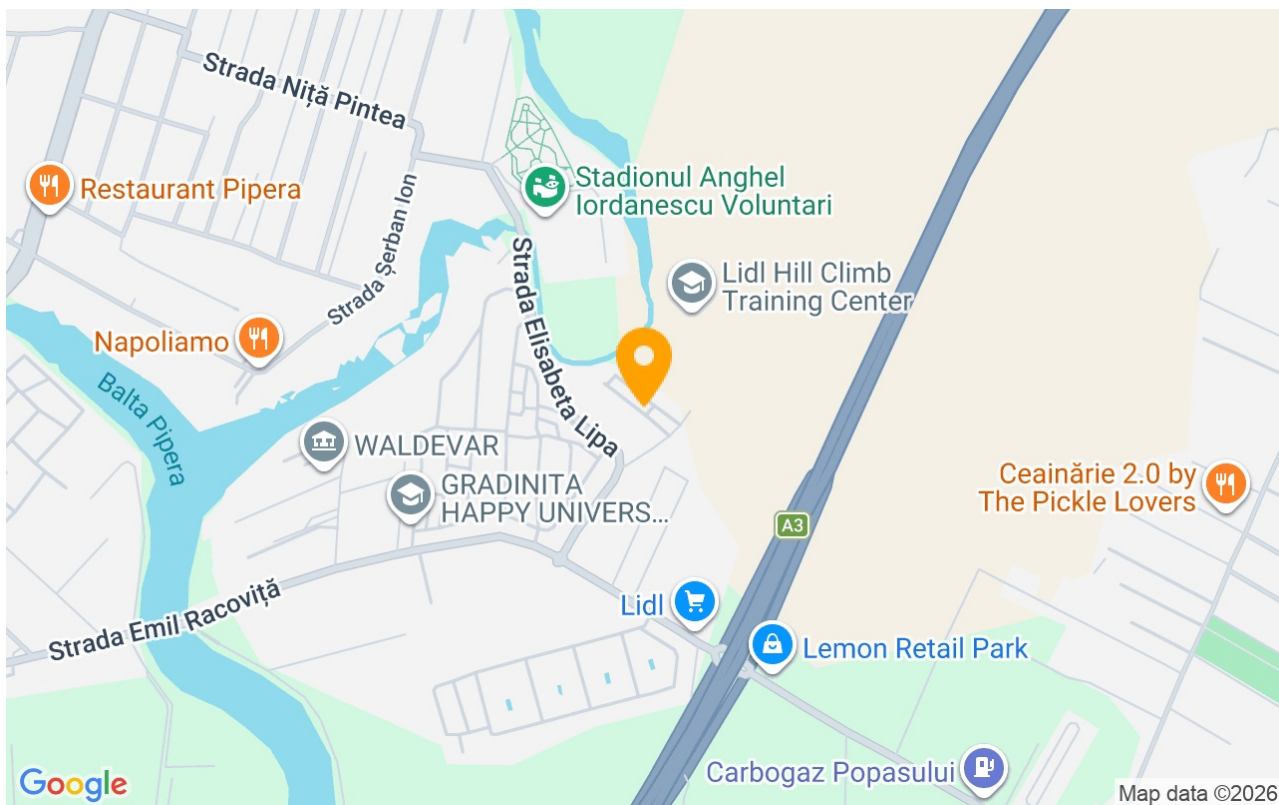 Strada Niță Pintea
Restaurant Pipera
Stadionul Anghel
Iordanescu Voluntari
Strada Șerban Ion
Strada Elisabeta Lipa
Lidl Hill Climb
Training Center
Napoliamo
Balta Pipera
WALDEVAR
GRADINITA
HAPPY UNIVERS...
Ceainărie 2.0 by
The Pickle Lovers
A3
Strada Emil Racoviță
Lidl
Lemon Retail Park
Carbogaz Popasului
Google
Map data ©2026